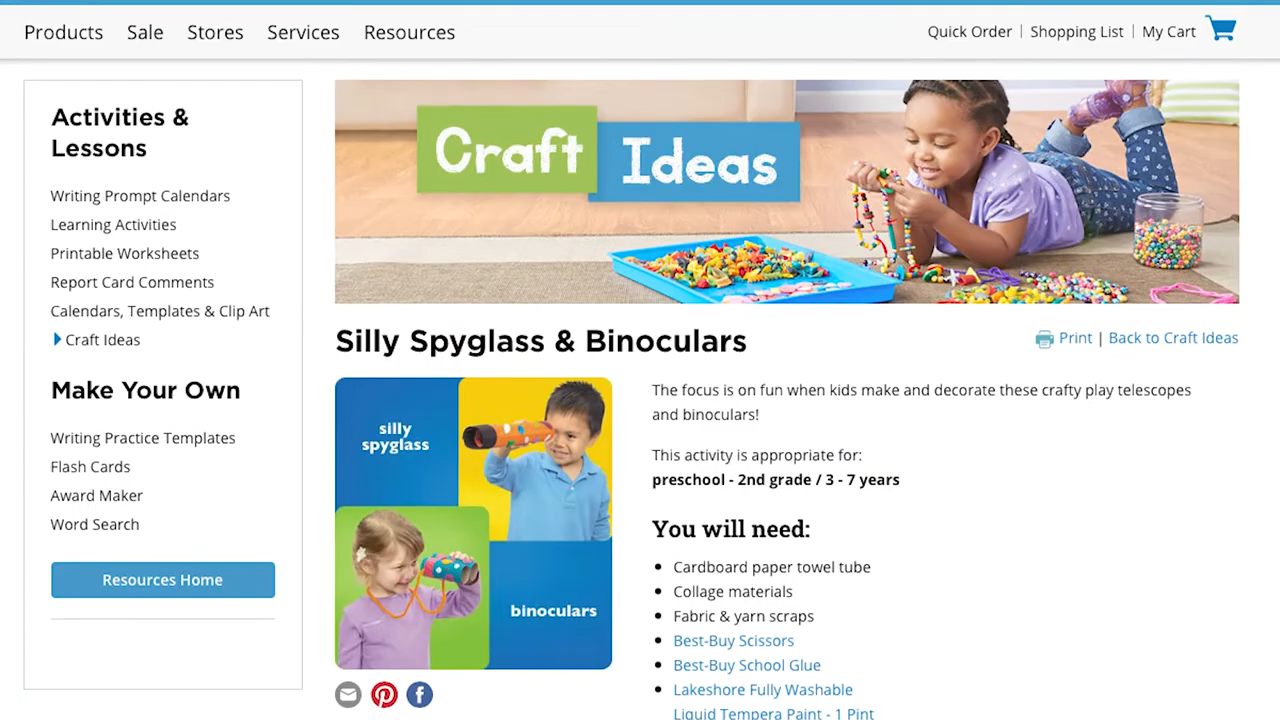 Products Sale Stores Services Resources
Quick Order | Shopping List | My Cart
Activities &
Lessons
Writing Prompt Calendars
Learning Activities
Printable Worksheets
Report Card Comments
Calendars, Templates & Clip Art
Craft Ideas
Make Your Own
Writing Practice Templates
Flash Cards
Award Maker
Word Search
Resources Home
Craft Ideas
Silly Spyglass & Binoculars
Print | Back to Craft Ideas
silly
spyglass
binoculars
The focus is on fun when kids make and decorate these crafty play telescopes
and binoculars!
This activity is appropriate for:
preschool - 2nd grade / 3 - 7 years
You will need:
Cardboard paper towel tube
Collage materials
Fabric & yarn scraps
Best-Buy Scissors
Best-Buy School Glue
Lakeshore Fully Washable
Liquid Tempera Paint - 1 Pint